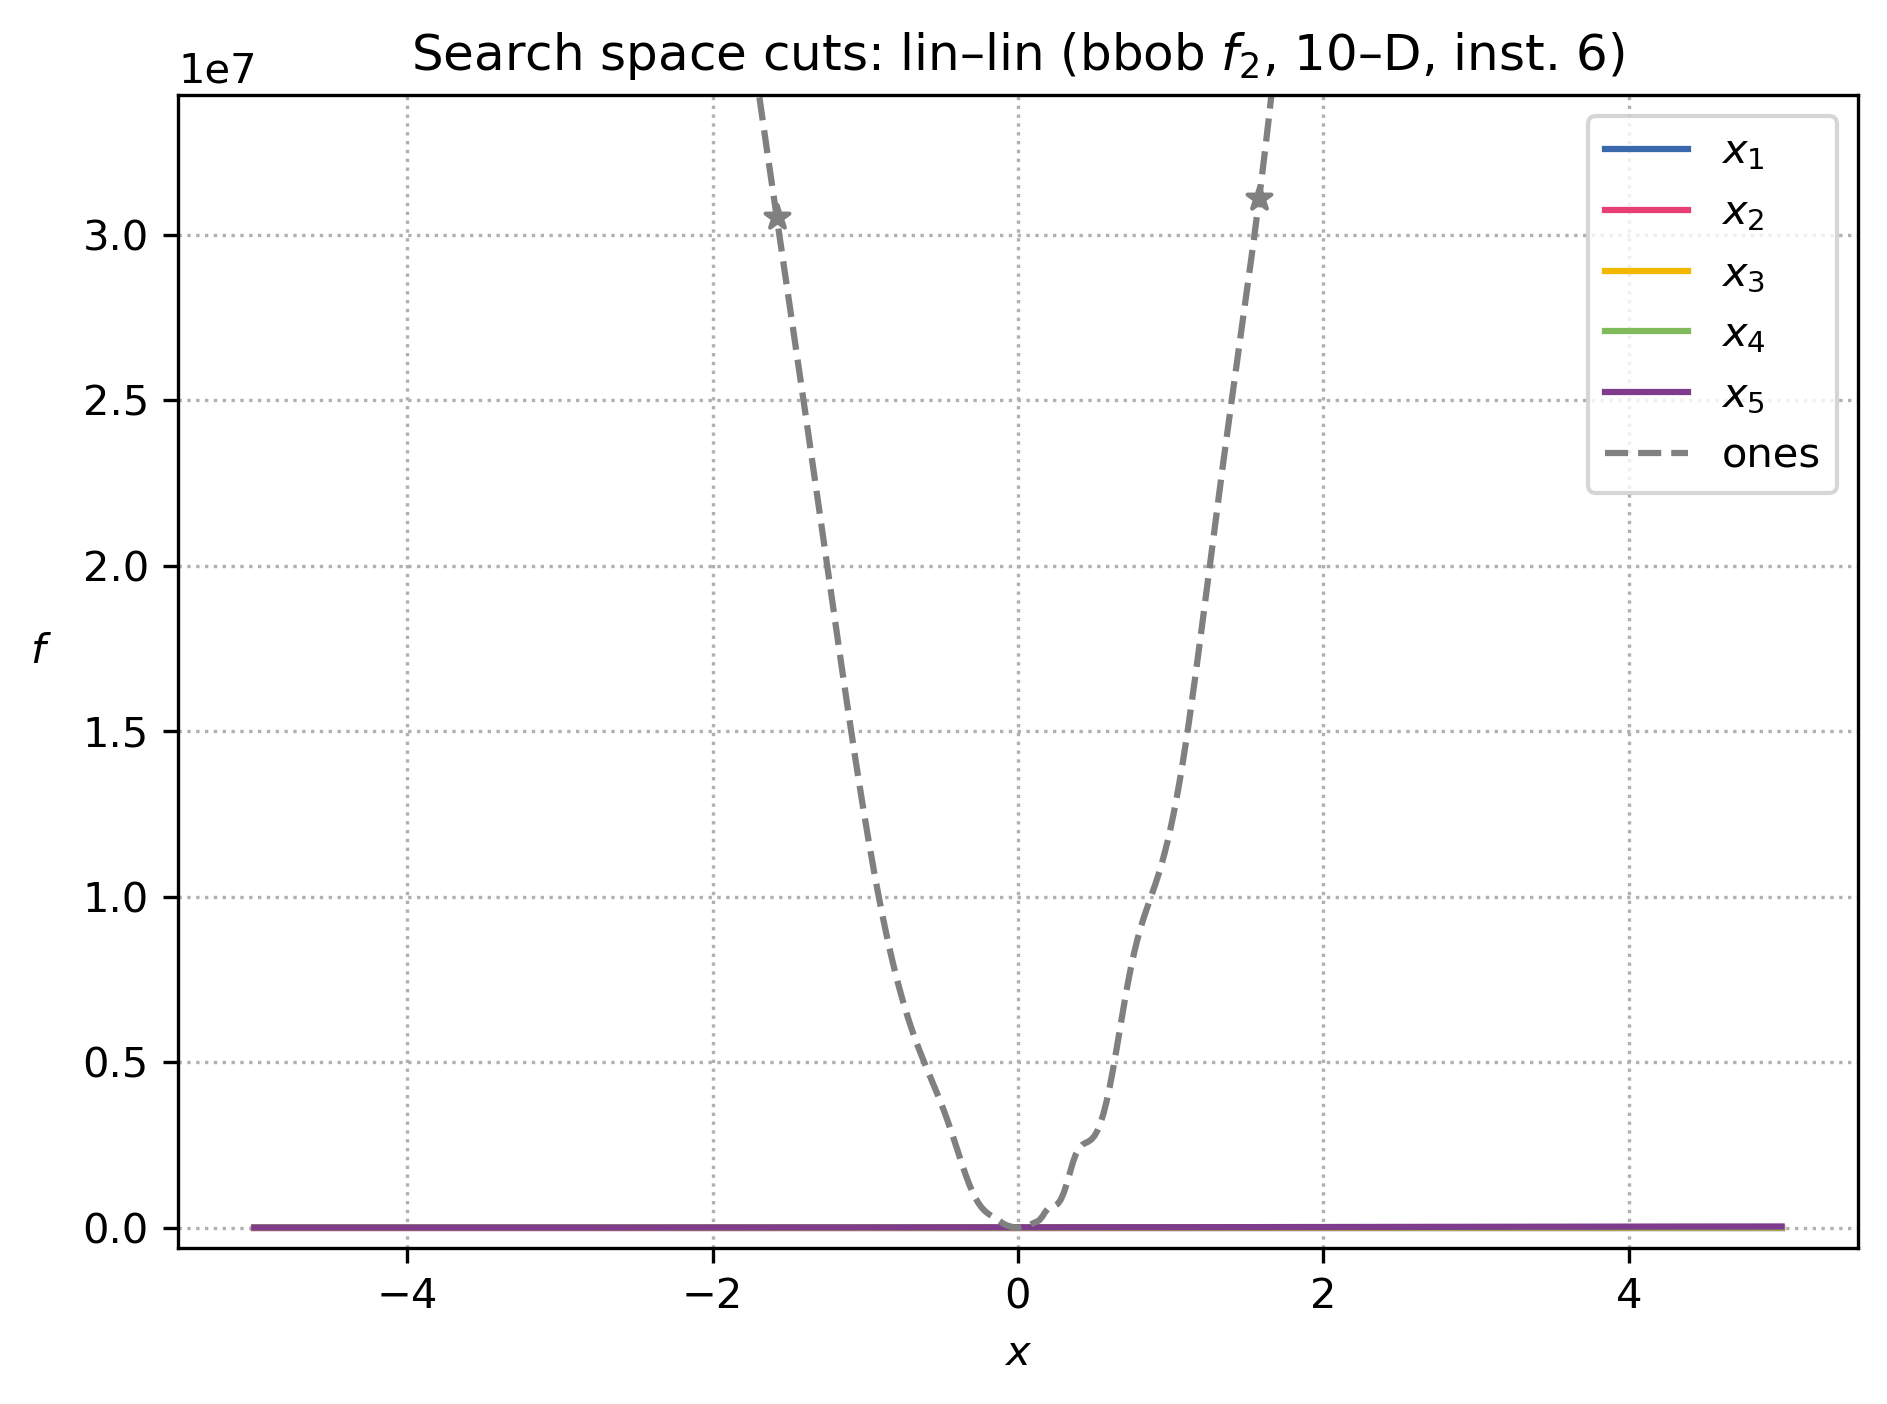 Search space cuts: lin–lin (bbob f₂, 10–D, inst. 6)
1e7
3.0
2.5
2.0
1.5
1.0
0.5
0.0
f
−4 −2 0 2 4
x
x₁
x₂
x₃
x₄
x₅
ones